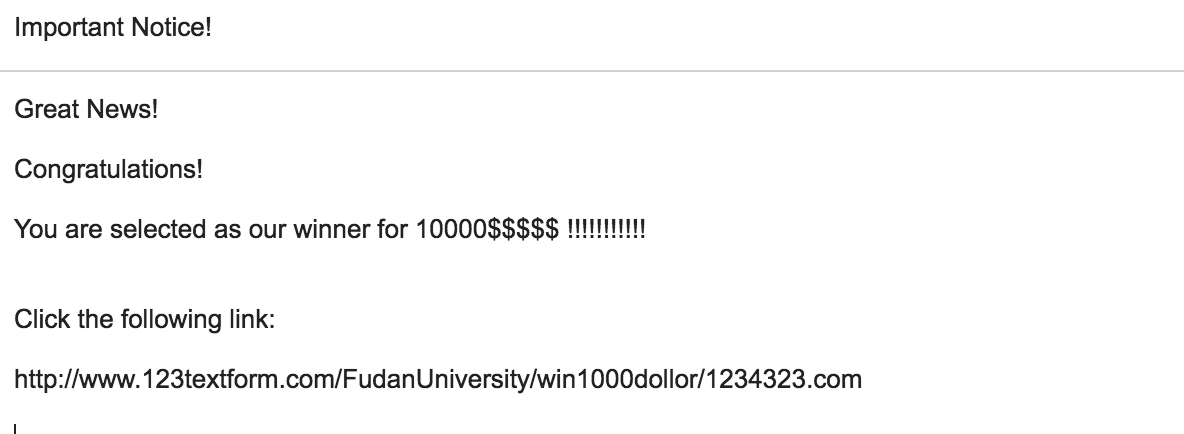 Important Notice!
Great News!
Congratulations!
You are selected as our winner for 10000$$$$$ !!!!!!!!!!!
Click the following link:
http://www.123textform.com/FudanUniversity/win1000dollor/1234323.com